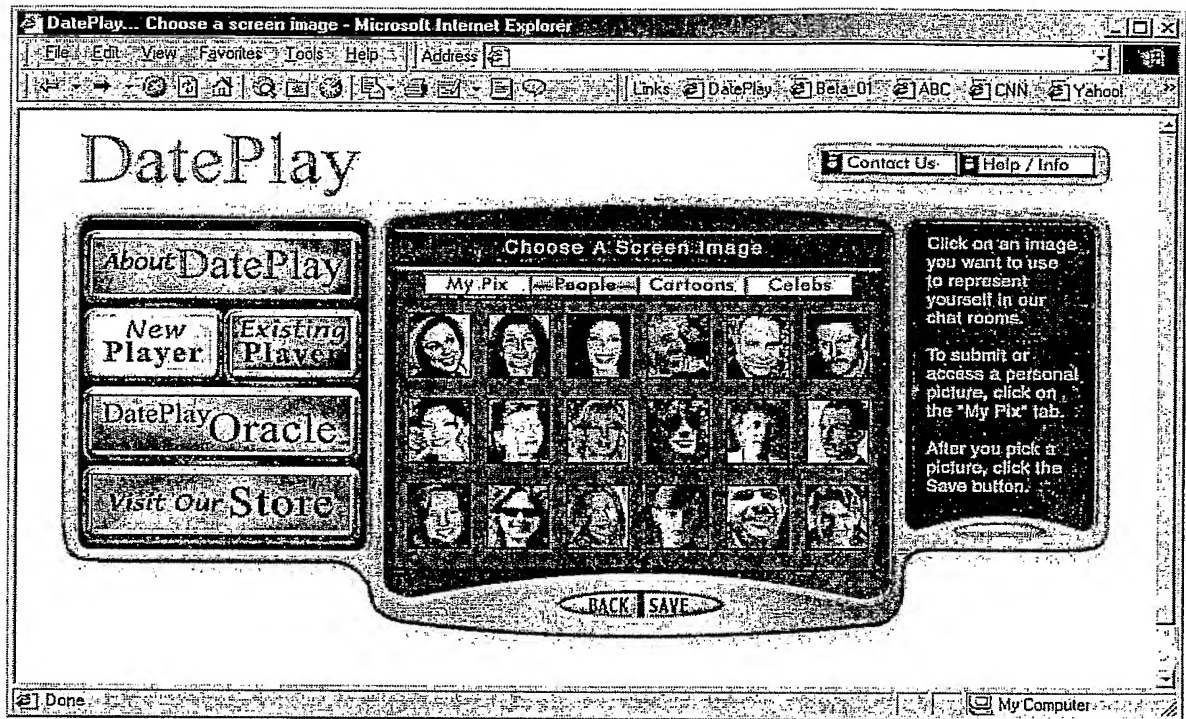 DatePlay... Choose a screen image - Microsoft Internet Explorer
File Edit View Favorites Tools Help Address
Links DatePlay Beta_01 ABC CNN Yahoo! »
DatePlay
Contact Us Help / Info
About DatePlay
New Player
Existing Player
DatePlay Oracle
Visit Our Store
Choose A Screen Image
My Pix People Cartoons Celebs
BACK SAVE
Click on an image
you want to use
to represent
yourself in our
chat rooms.
To submit or
access a personal
picture, click on
the "My Pix" tab.
After you pick a
picture, click the
Save button.
Done
My Computer